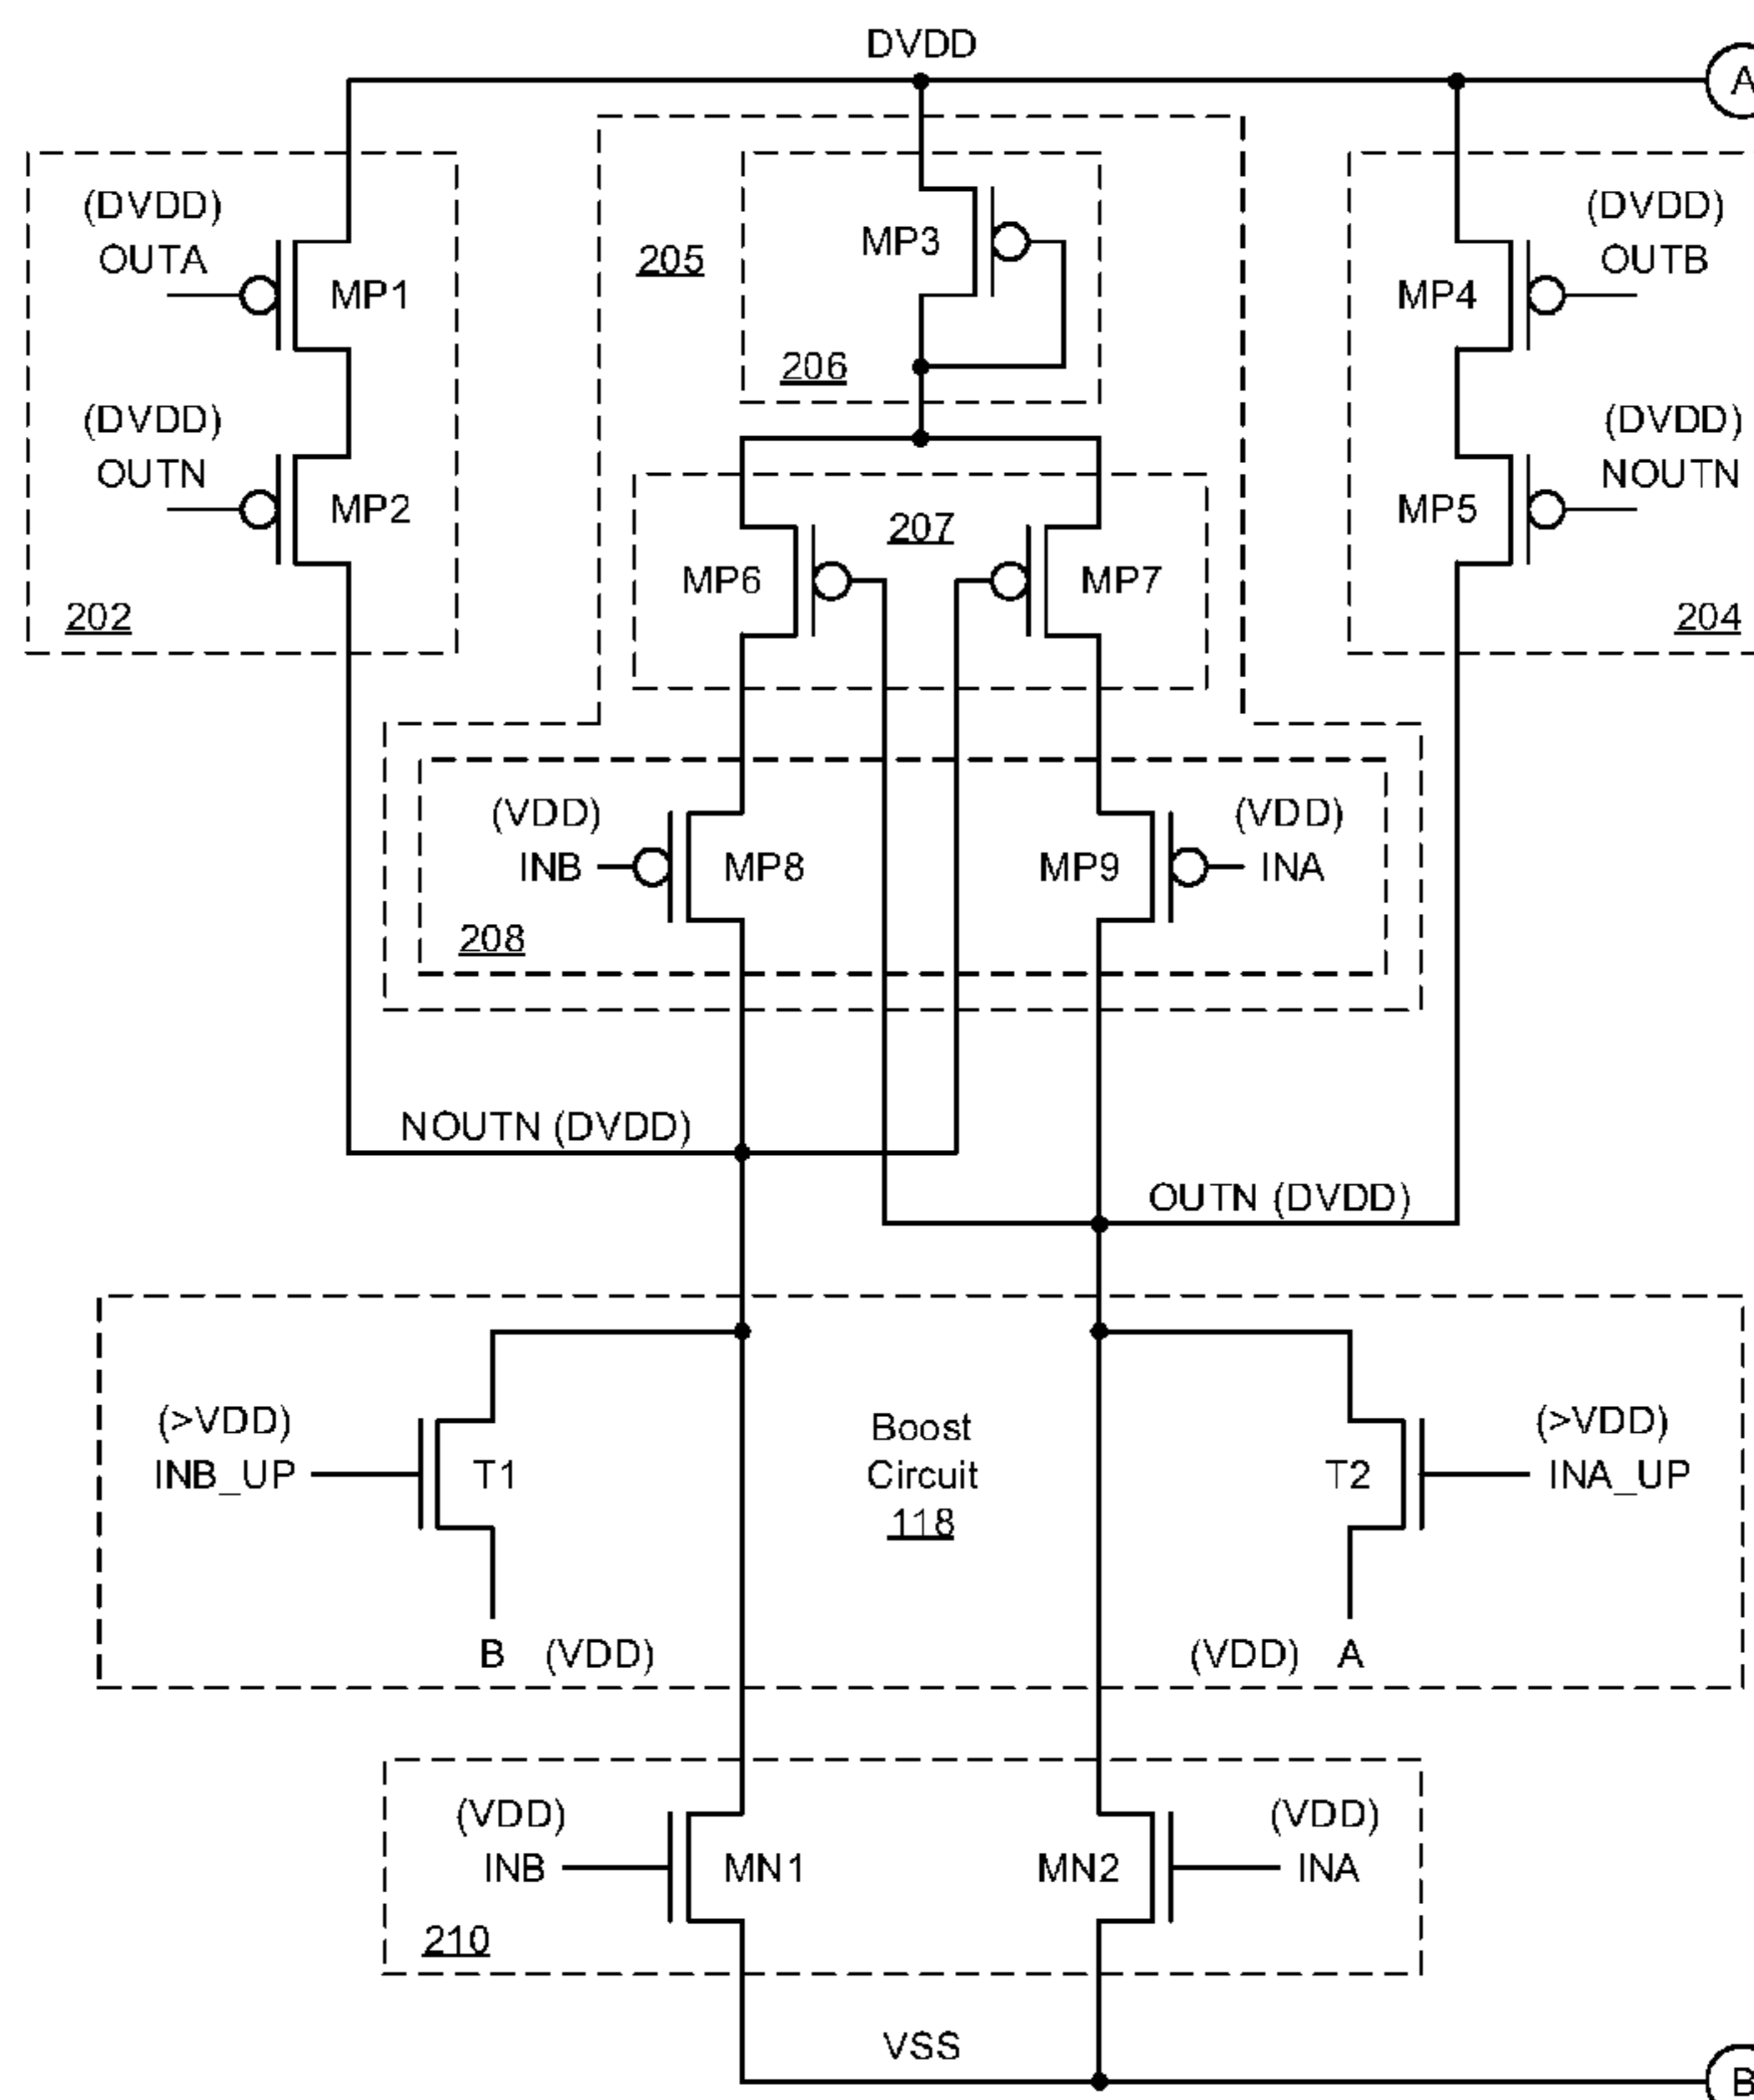 DVDD
A
(DVDD)
OUTA
MP1
(DVDD)
OUTN
MP2
202
205
MP3
206
(DVDD)
OUTB
MP4
(DVDD)
NOUTN
MP5
204
207
MP6
MP7
(VDD)
INB
MP8
(VDD)
MP9
INA
208
NOUTN (DVDD)
OUTN (DVDD)
(>VDD)
INB_UP
T1
B (VDD)
Boost
Circuit
118
(>VDD)
T2
INA_UP
(VDD) A
(VDD)
INB
MN1
(VDD)
MN2
INA
210
VSS
B